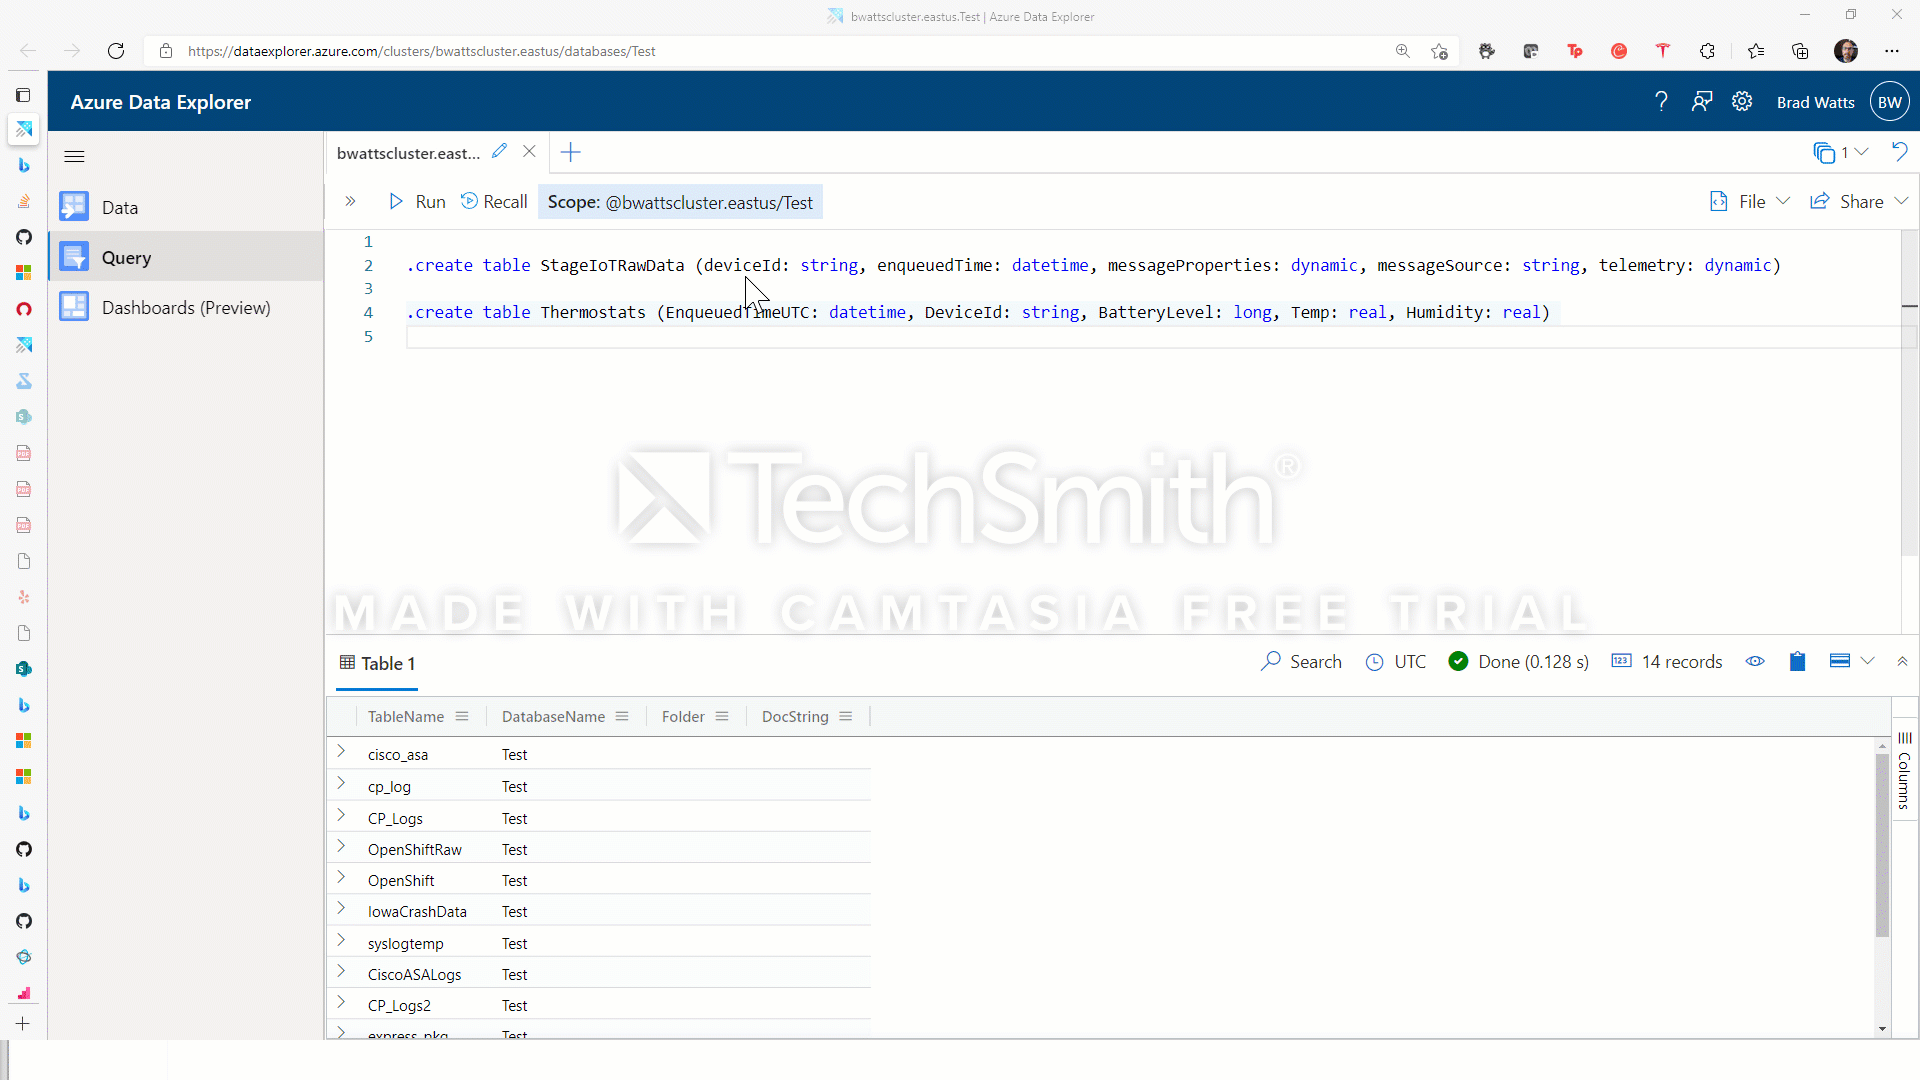 bwattscluster.eastus.Test | Azure Data Explorer
https://dataexplorer.azure.com/clusters/bwattscluster.eastus/databases/Test
Azure Data Explorer
Brad Watts
BW
bwattscluster.east...
1
Data
Query
Dashboards (Preview)
Run
Recall
Scope: @bwattscluster.eastus/Test
File
Share
1
2 .create table StageIoTRawData (deviceId: string, enqueuedTime: datetime, messageProperties: dynamic, messageSource: string, telemetry: dynamic)
3
4 .create table Thermostats (EnqueuedTimeUTC: datetime, DeviceId: string, BatteryLevel: long, Temp: real, Humidity: real)
5
TechSmith®
MADE WITH CAMTASIA FREE TRIAL
Table 1
Search
UTC
Done (0.128 s)
14 records
TableName DatabaseName Folder DocString
cisco_asa Test
cp_log Test
CP_Logs Test
OpenShiftRaw Test
OpenShift Test
IowaCrashData Test
syslogtemp Test
CiscoASALogs Test
CP_Logs2 Test
express_pkg Test
Columns